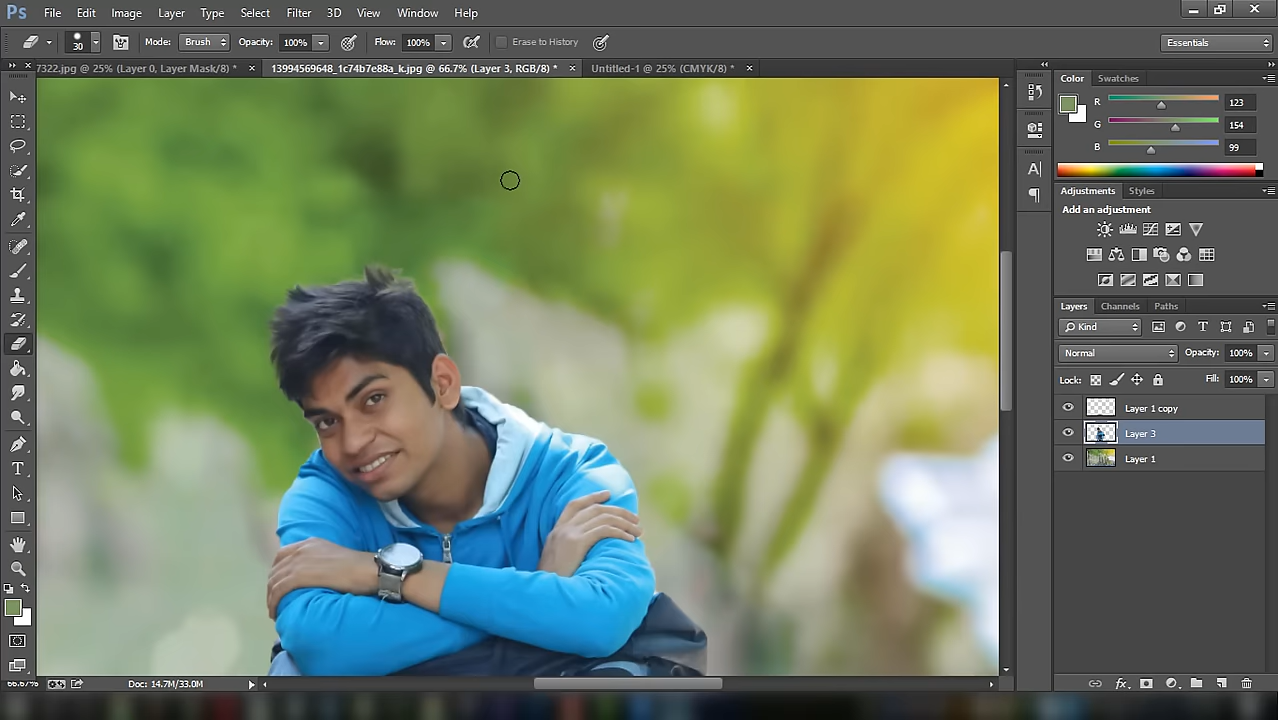 Ps File Edit Image Layer Type Select Filter 3D View Window Help
30 Mode: Brush Opacity: 100% Flow: 100% Erase to History Essentials
7322.jpg @ 25% (Layer 0, Layer Mask/8) * × 13994569648_1c74b7e88a_k.jpg @ 66.7% (Layer 3, RGB/8) * × Untitled-1 @ 25% (CMYK/8) * ×
Color Swatches
R 123
G 154
B 99
Adjustments Styles
Add an adjustment
Layers Channels Paths
Kind
Normal Opacity: 100%
Lock: Fill: 100%
Layer 1 copy
Layer 3
Layer 1
66.67% Doc: 14.7M/33.0M